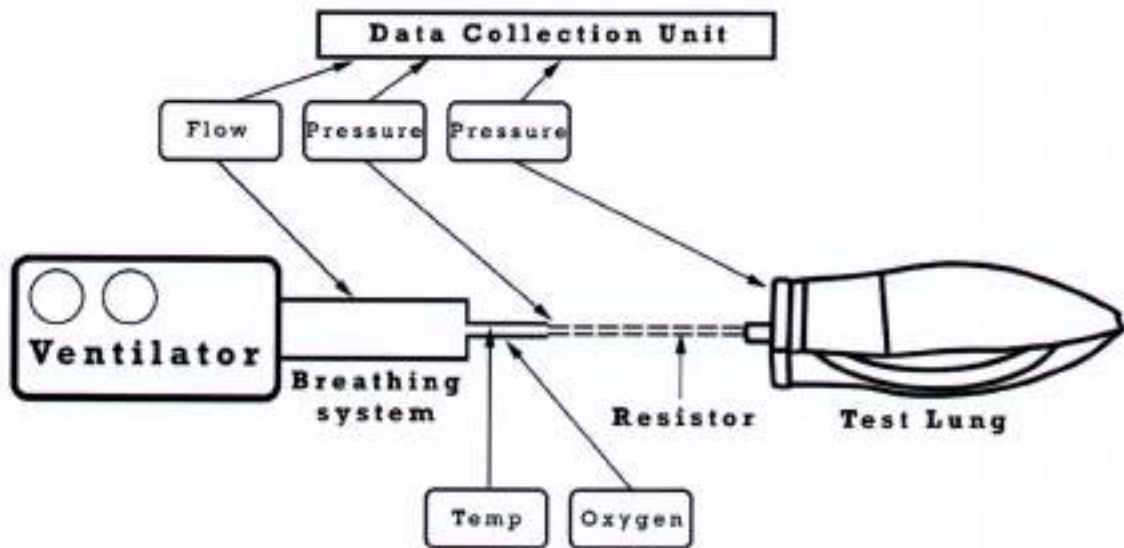 Data Collection Unit
Flow
Pressure
Pressure
Ventilator
Breathing
system
Resistor
Test Lung
Temp
Oxygen